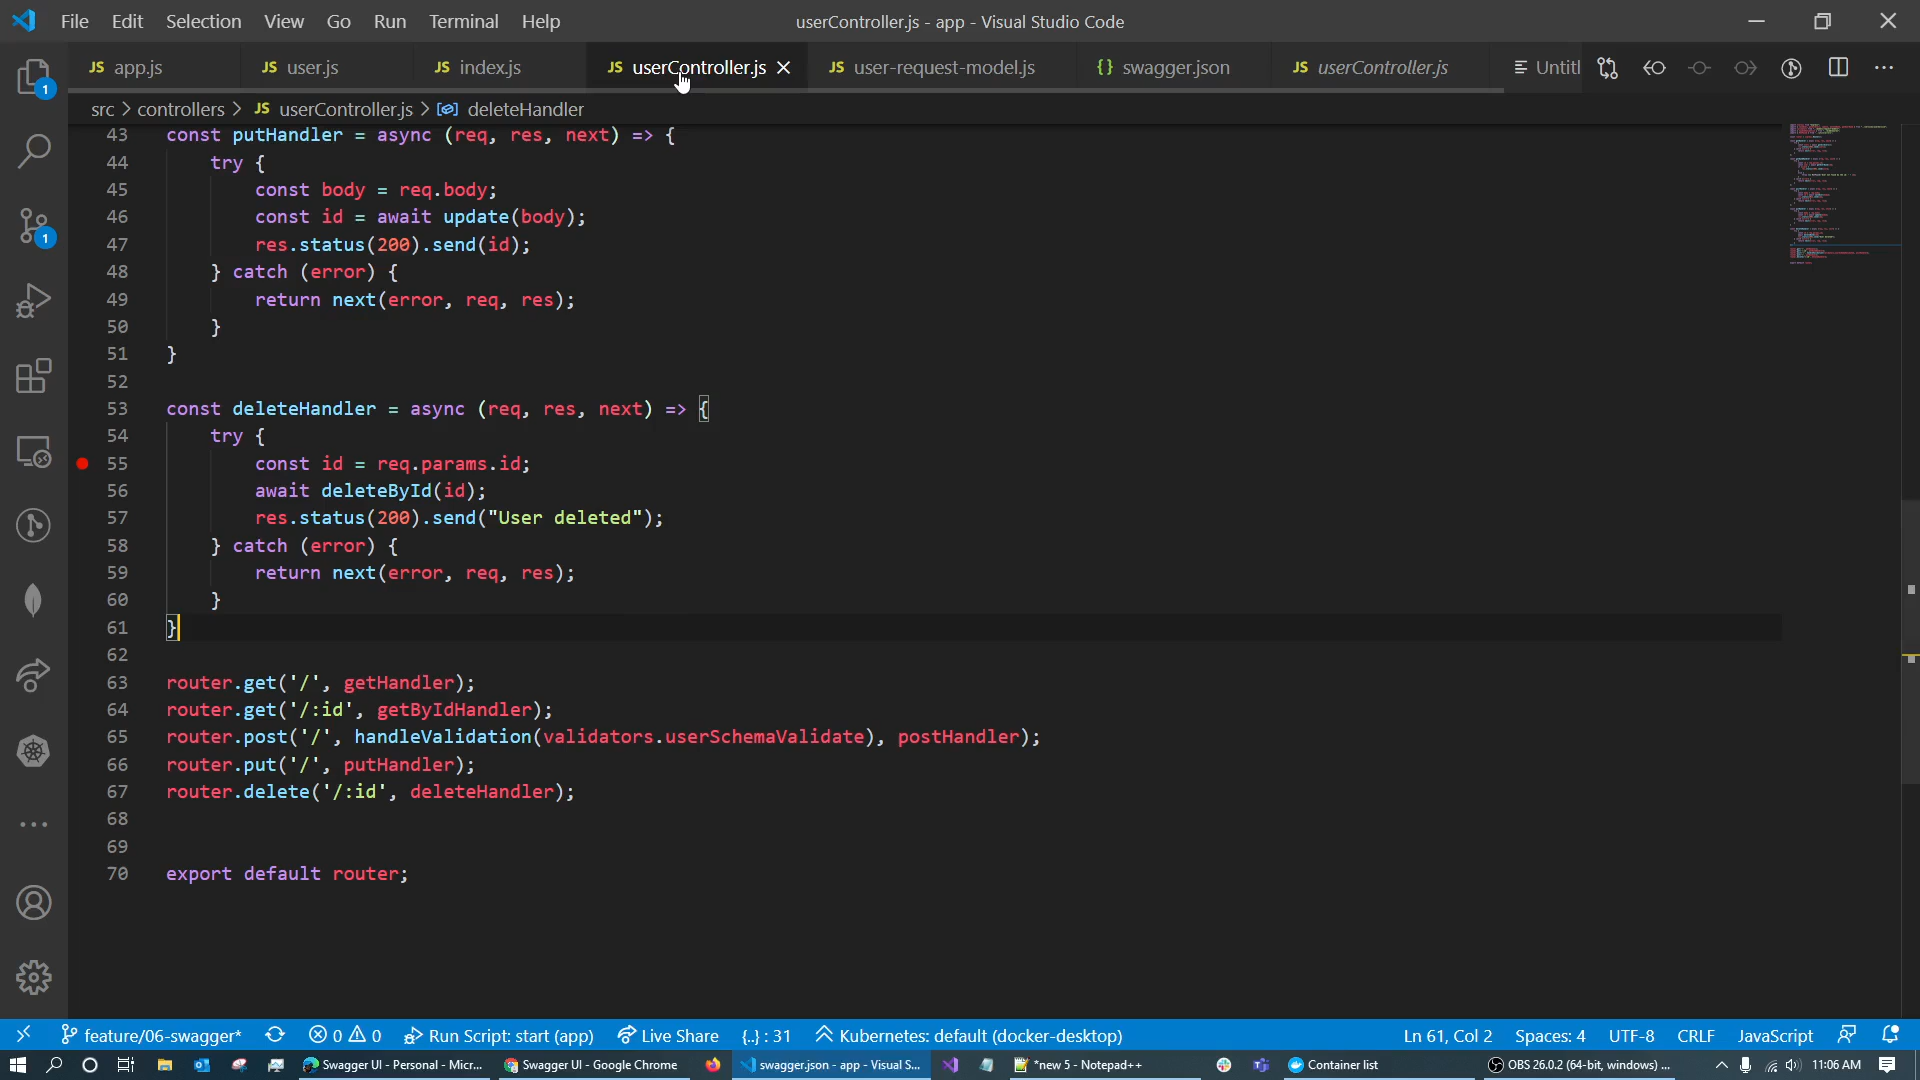 File Edit Selection View Go Run Terminal Help
userController.js - app - Visual Studio Code
JS app.js JS user.js JS index.js JS userController.js JS user-request-model.js {} swagger.json JS userController.js Untitl
src > controllers > JS userController.js > deleteHandler
43 const putHandler = async (req, res, next) => {
44 try {
45 const body = req.body;
46 const id = await update(body);
47 res.status(200).send(id);
48 } catch (error) {
49 return next(error, req, res);
50 }
51 }
52
53 const deleteHandler = async (req, res, next) => {
54 try {
55 const id = req.params.id;
56 await deleteById(id);
57 res.status(200).send("User deleted");
58 } catch (error) {
59 return next(error, req, res);
60 }
61 }
62
63 router.get('/', getHandler);
64 router.get('/:id', getByIdHandler);
65 router.post('/', handleValidation(validators.userSchemaValidate), postHandler);
66 router.put('/', putHandler);
67 router.delete('/:id', deleteHandler);
68
69
70 export default router;
1
1
feature/06-swagger* 0 0 Run Script: start (app) Live Share {..} : 31 Kubernetes: default (docker-desktop) Ln 61, Col 2 Spaces: 4 UTF-8 CRLF JavaScript
Swagger UI - Personal - Micr... Swagger UI - Google Chrome swagger.json - app - Visual S... *new 5 - Notepad++ Container list OBS 26.0.2 (64-bit, windows) ... 11:06 AM